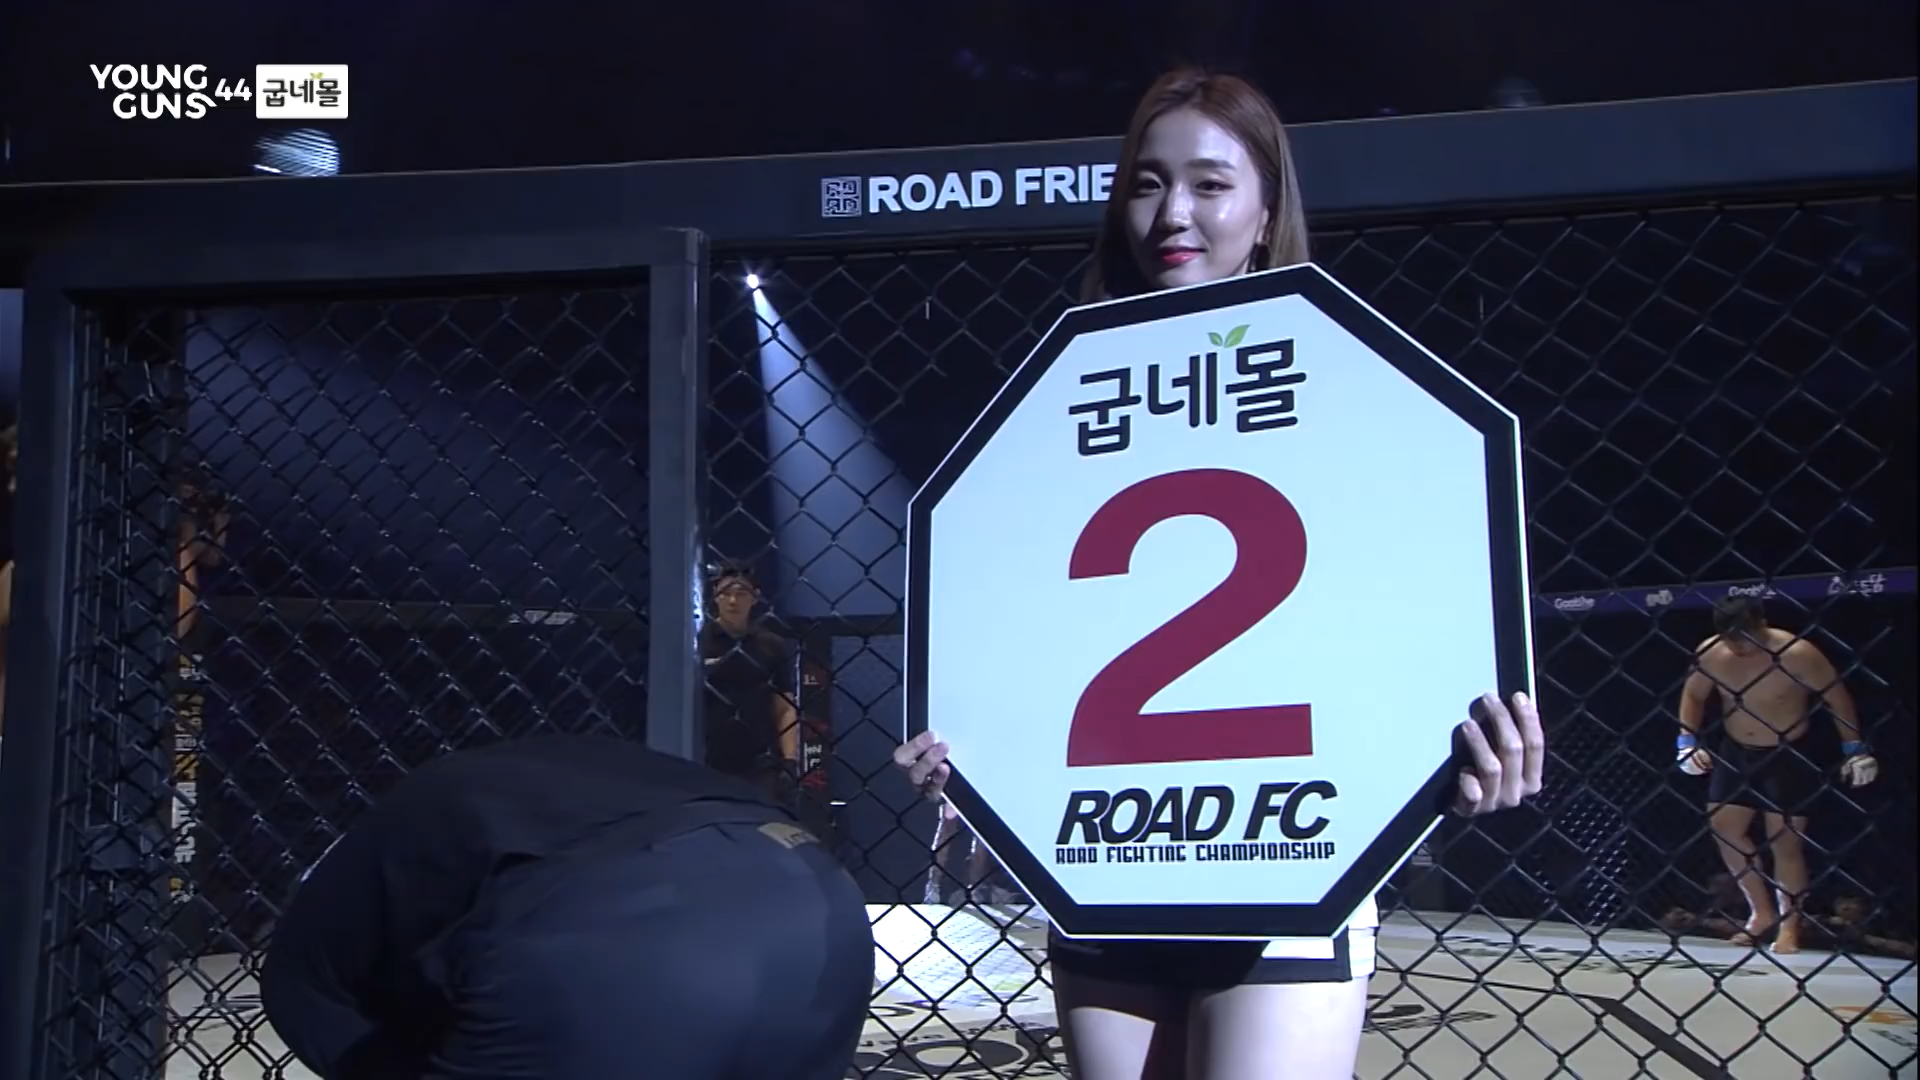 YOUNG
GUNS 44
굽네몰
ROAD FRIE
굽네몰
2
ROAD FC
ROAD FIGHTING CHAMPIONSHIP